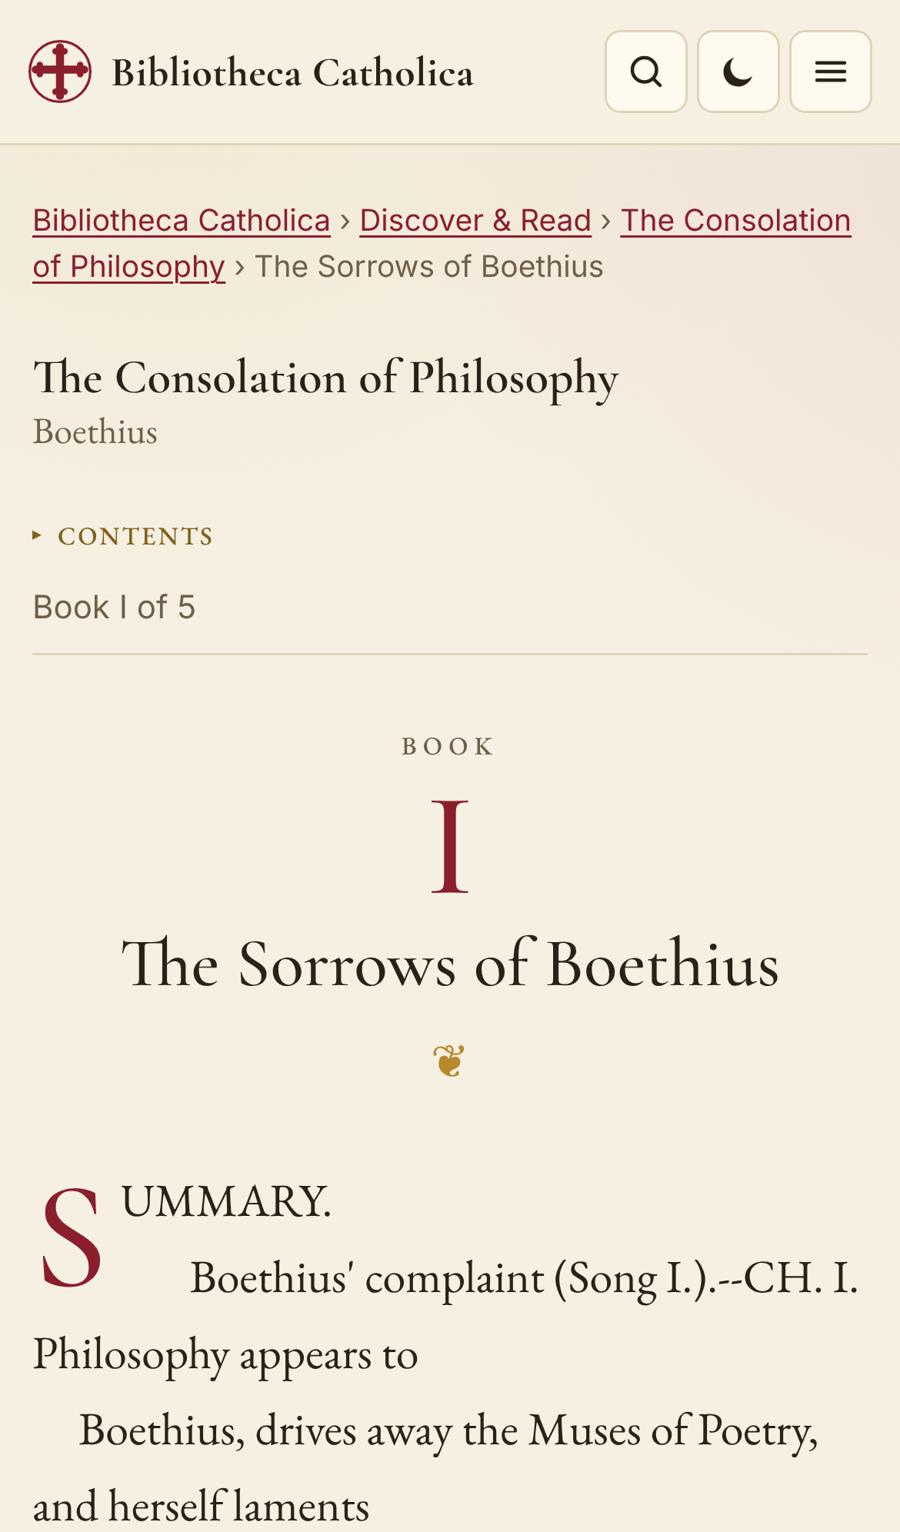 Bibliotheca Catholica
Bibliotheca Catholica › Discover & Read › The Consolation
of Philosophy › The Sorrows of Boethius
The Consolation of Philosophy
Boethius
▸ CONTENTS
Book I of 5
BOOK
I
The Sorrows of Boethius
❦
SUMMARY.
Boethius' complaint (Song I.).--CH. I.
Philosophy appears to
Boethius, drives away the Muses of Poetry,
and herself laments